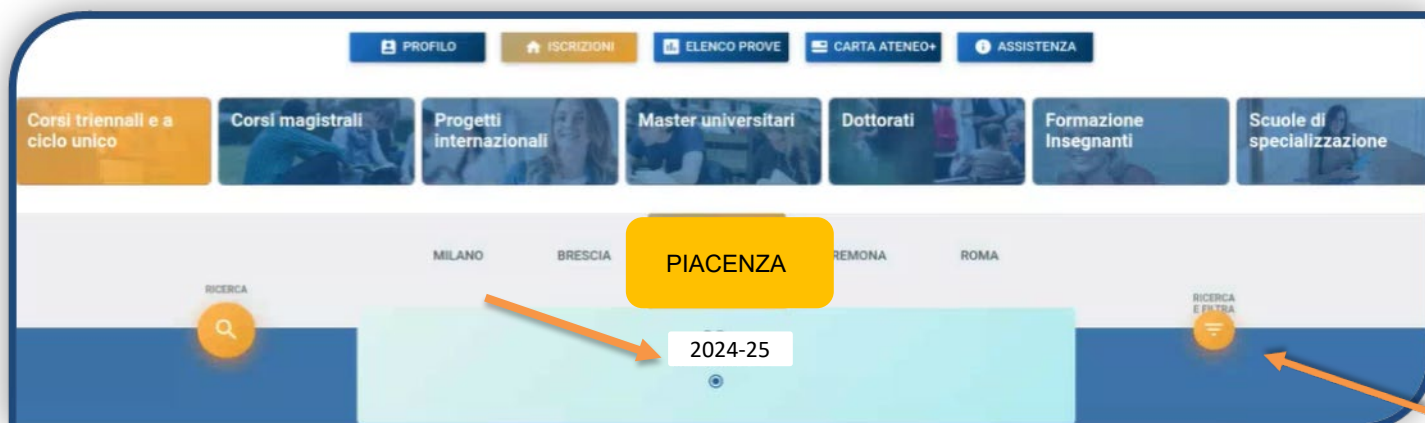 PROFILO
ISCRIZIONI
ELENCO PROVE
CARTA ATENEO+
ASSISTENZA
Corsi triennali e a
ciclo unico
Corsi magistrali
Progetti
internazionali
Master universitari
Dottorati
Formazione
Insegnanti
Scuole di
specializzazione
MILANO
BRESCIA
PIACENZA
REMONA
ROMA
RICERCA
RICERCA
E FILTRA
2024-25